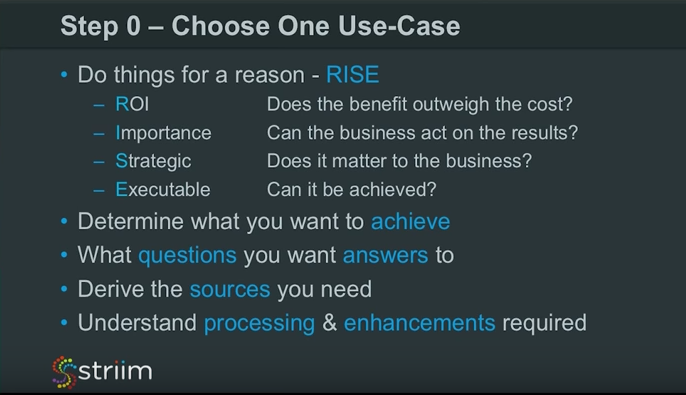 Step 0 – Choose One Use-Case
• Do things for a reason - RISE
– ROI Does the benefit outweigh the cost?
– Importance Can the business act on the results?
– Strategic Does it matter to the business?
– Executable Can it be achieved?
• Determine what you want to achieve
• What questions you want answers to
• Derive the sources you need
• Understand processing & enhancements required
striim